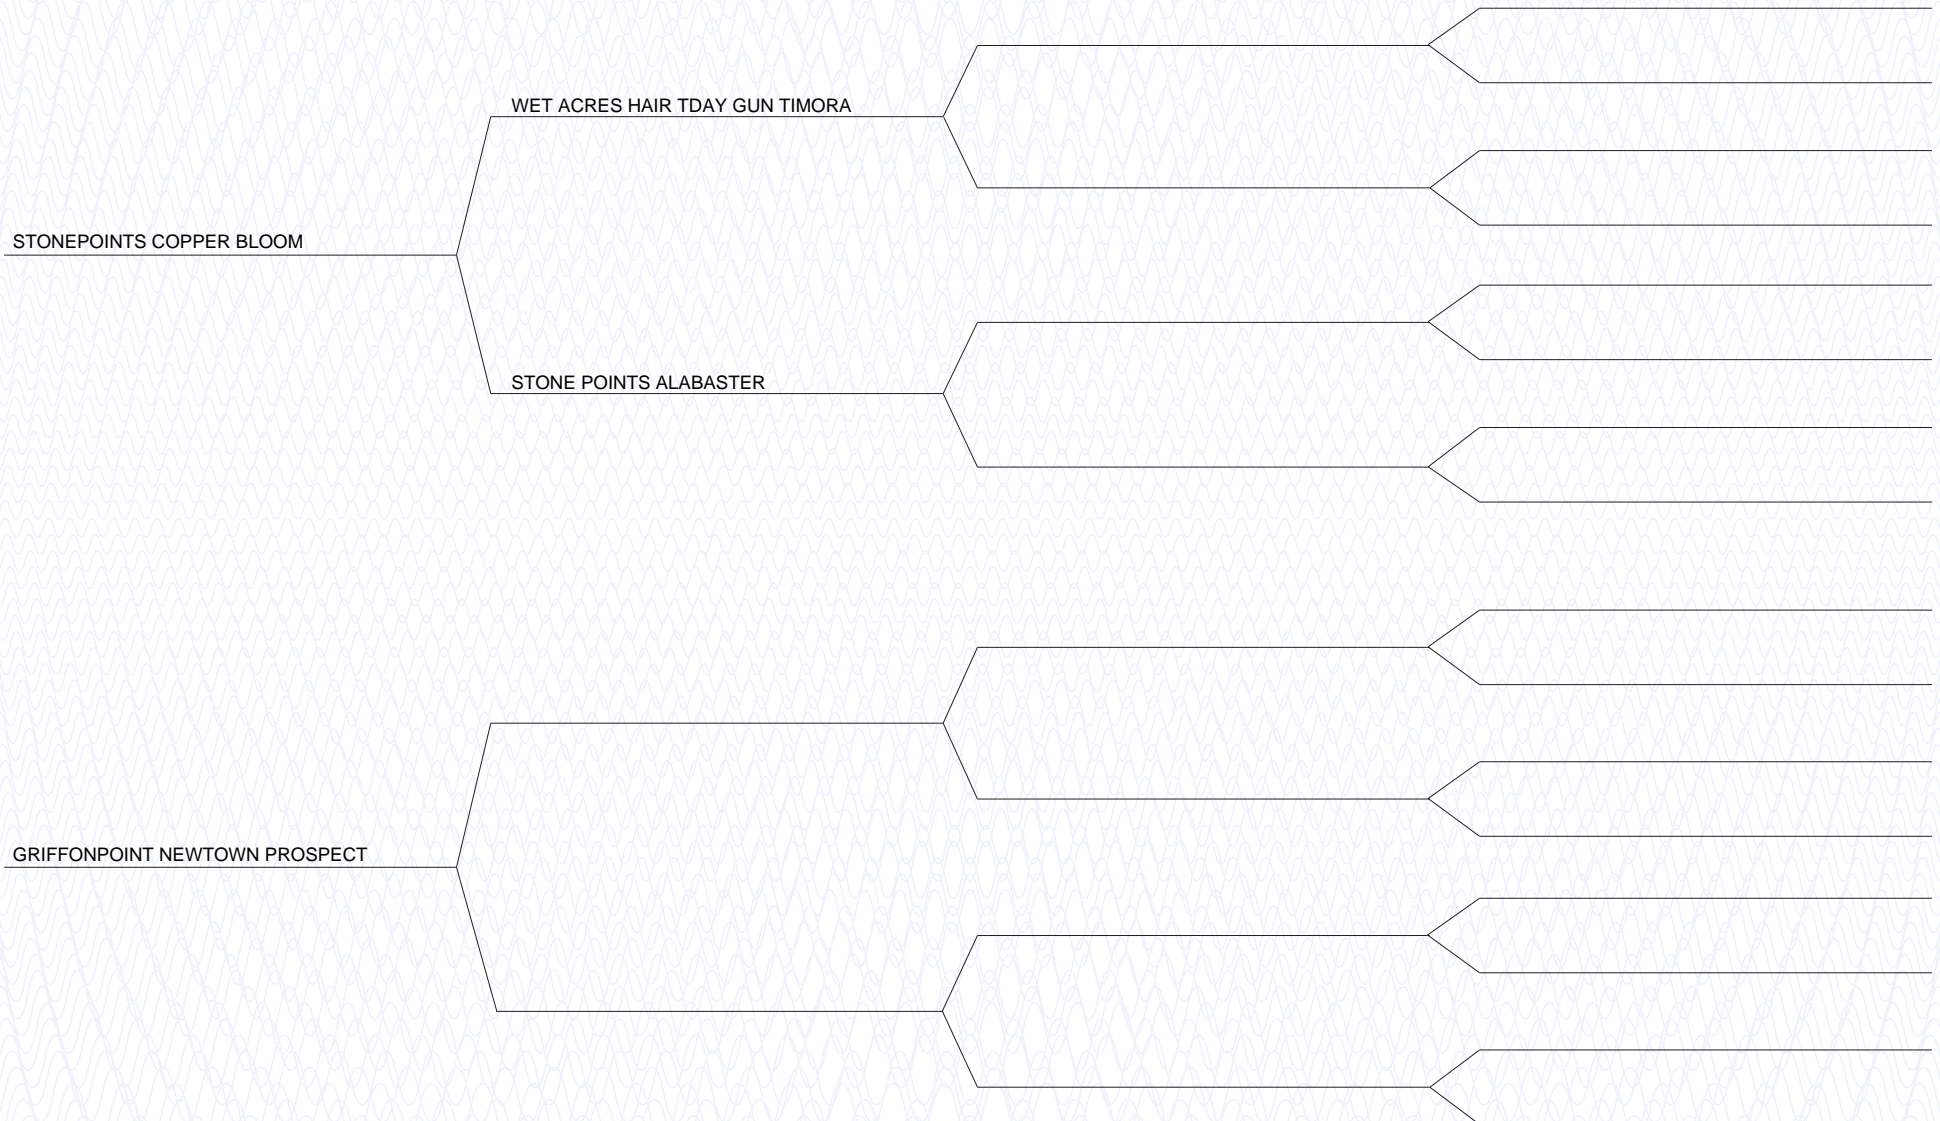 WET ACRES HAIR TDAY GUN TIMORA
STONEPOINTS COPPER BLOOM
STONE POINTS ALABASTER
GRIFFONPOINT NEWTOWN PROSPECT